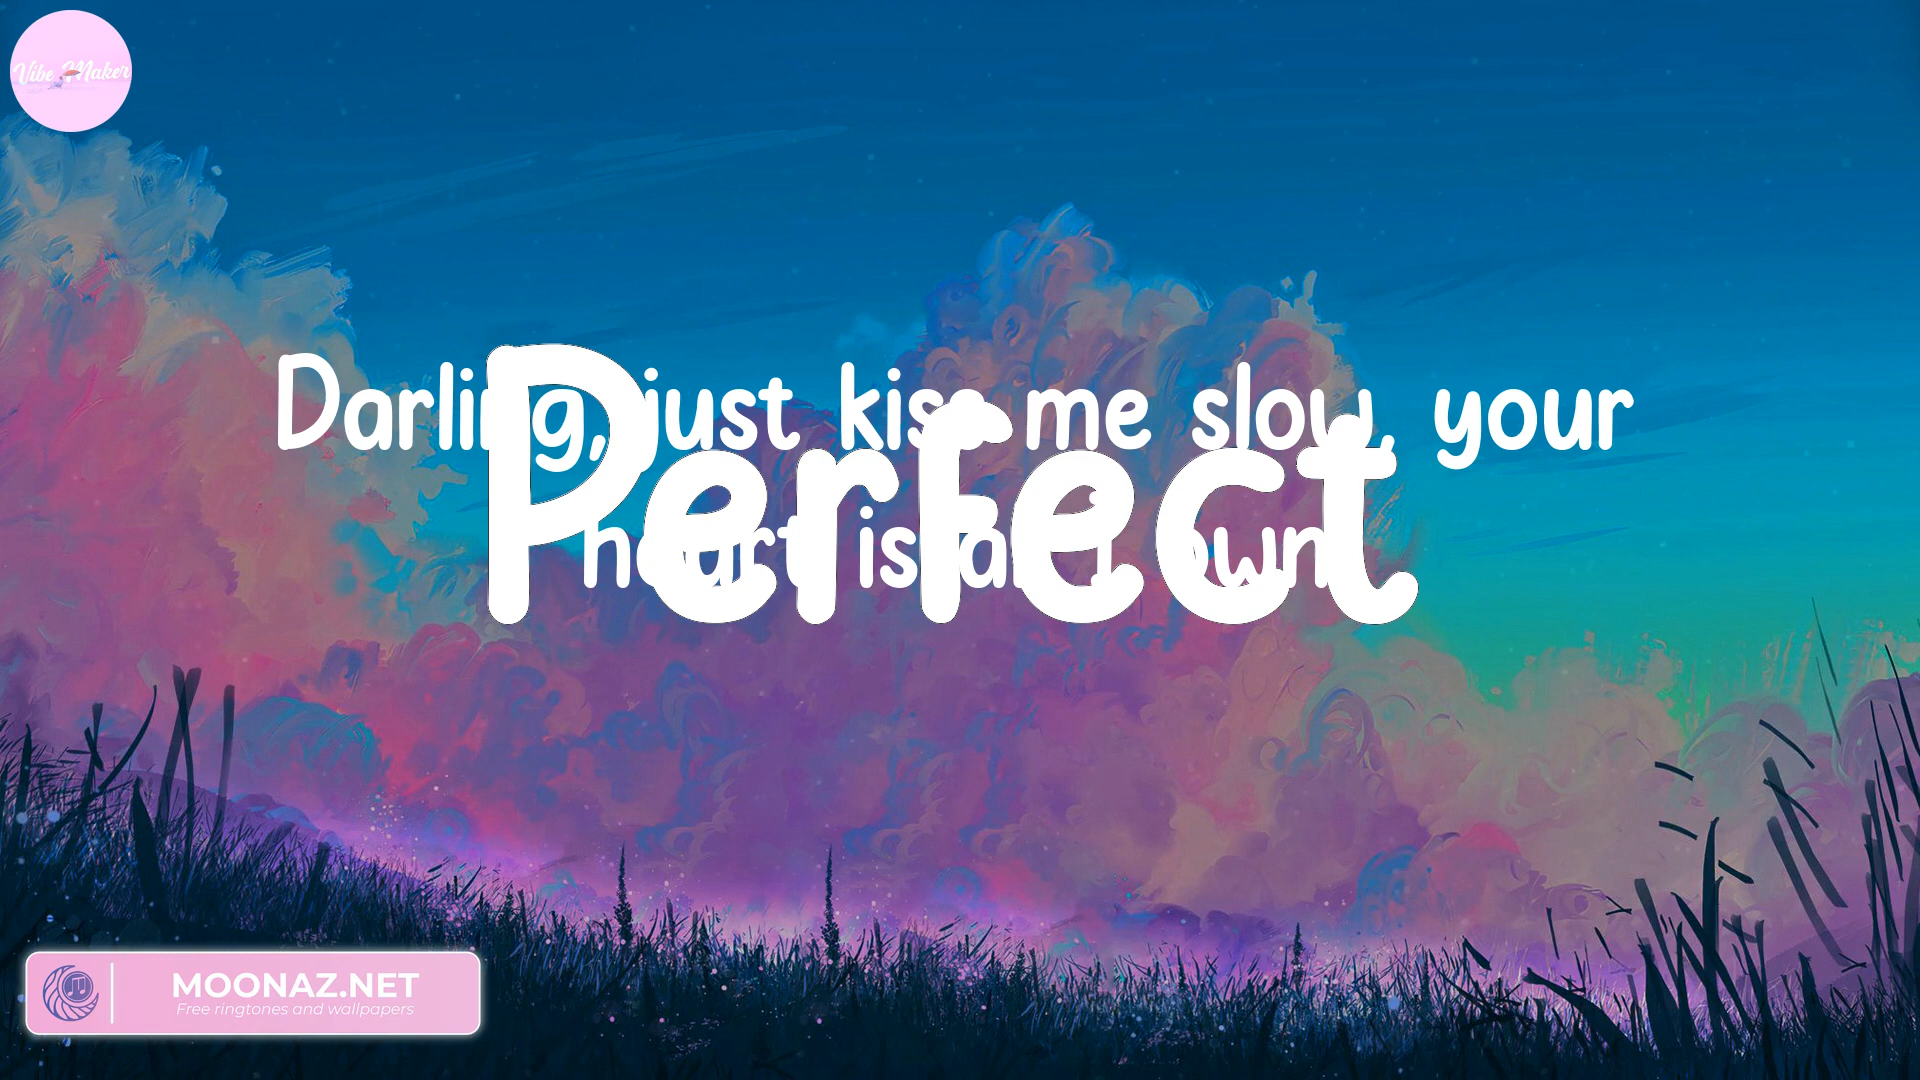 Vibe Maker
Darling, just kiss me slow, your
Perfect
heart is all I own
MOONAZ.NET
Free ringtones and wallpapers